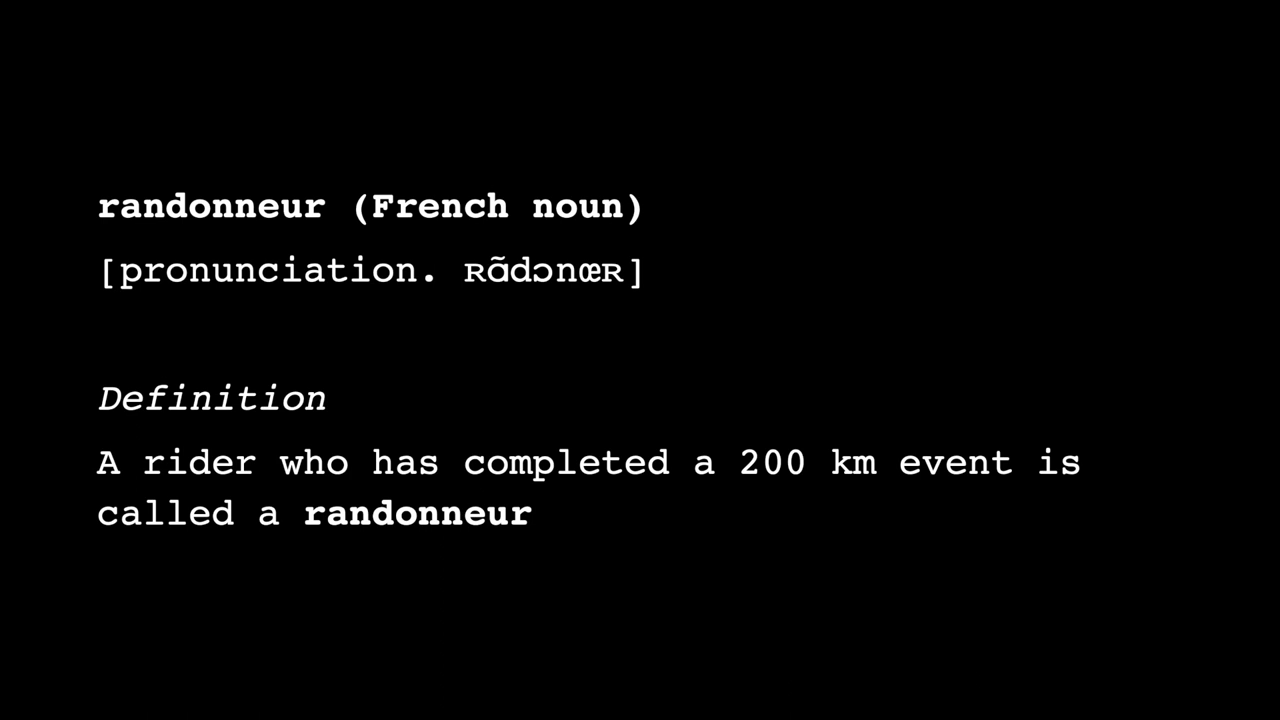 randonneur (French noun)
[pronunciation. ʀɑ̃dɔnœʀ]
Definition
A rider who has completed a 200 km event is
called a randonneur